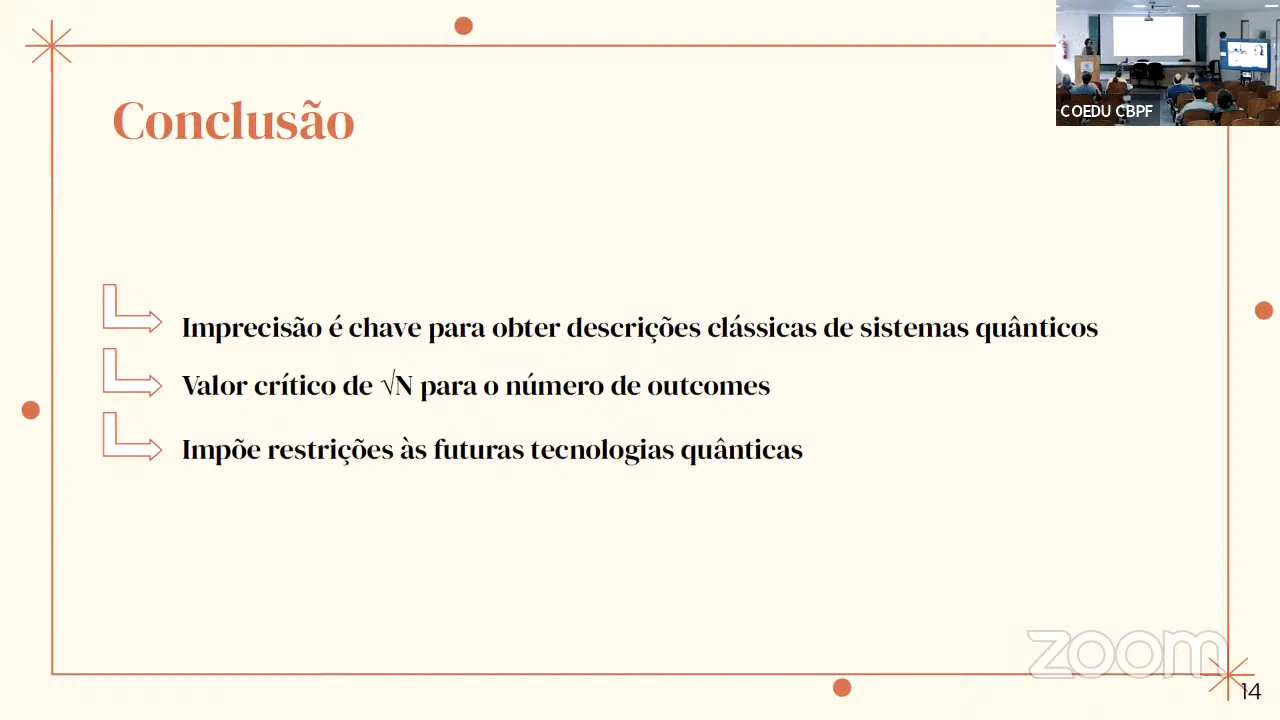 COEDU CBPF
Conclusão
Imprecisão é chave para obter descrições clássicas de sistemas quânticos
Valor crítico de √N para o número de outcomes
Impõe restrições às futuras tecnologias quânticas
zoom
14